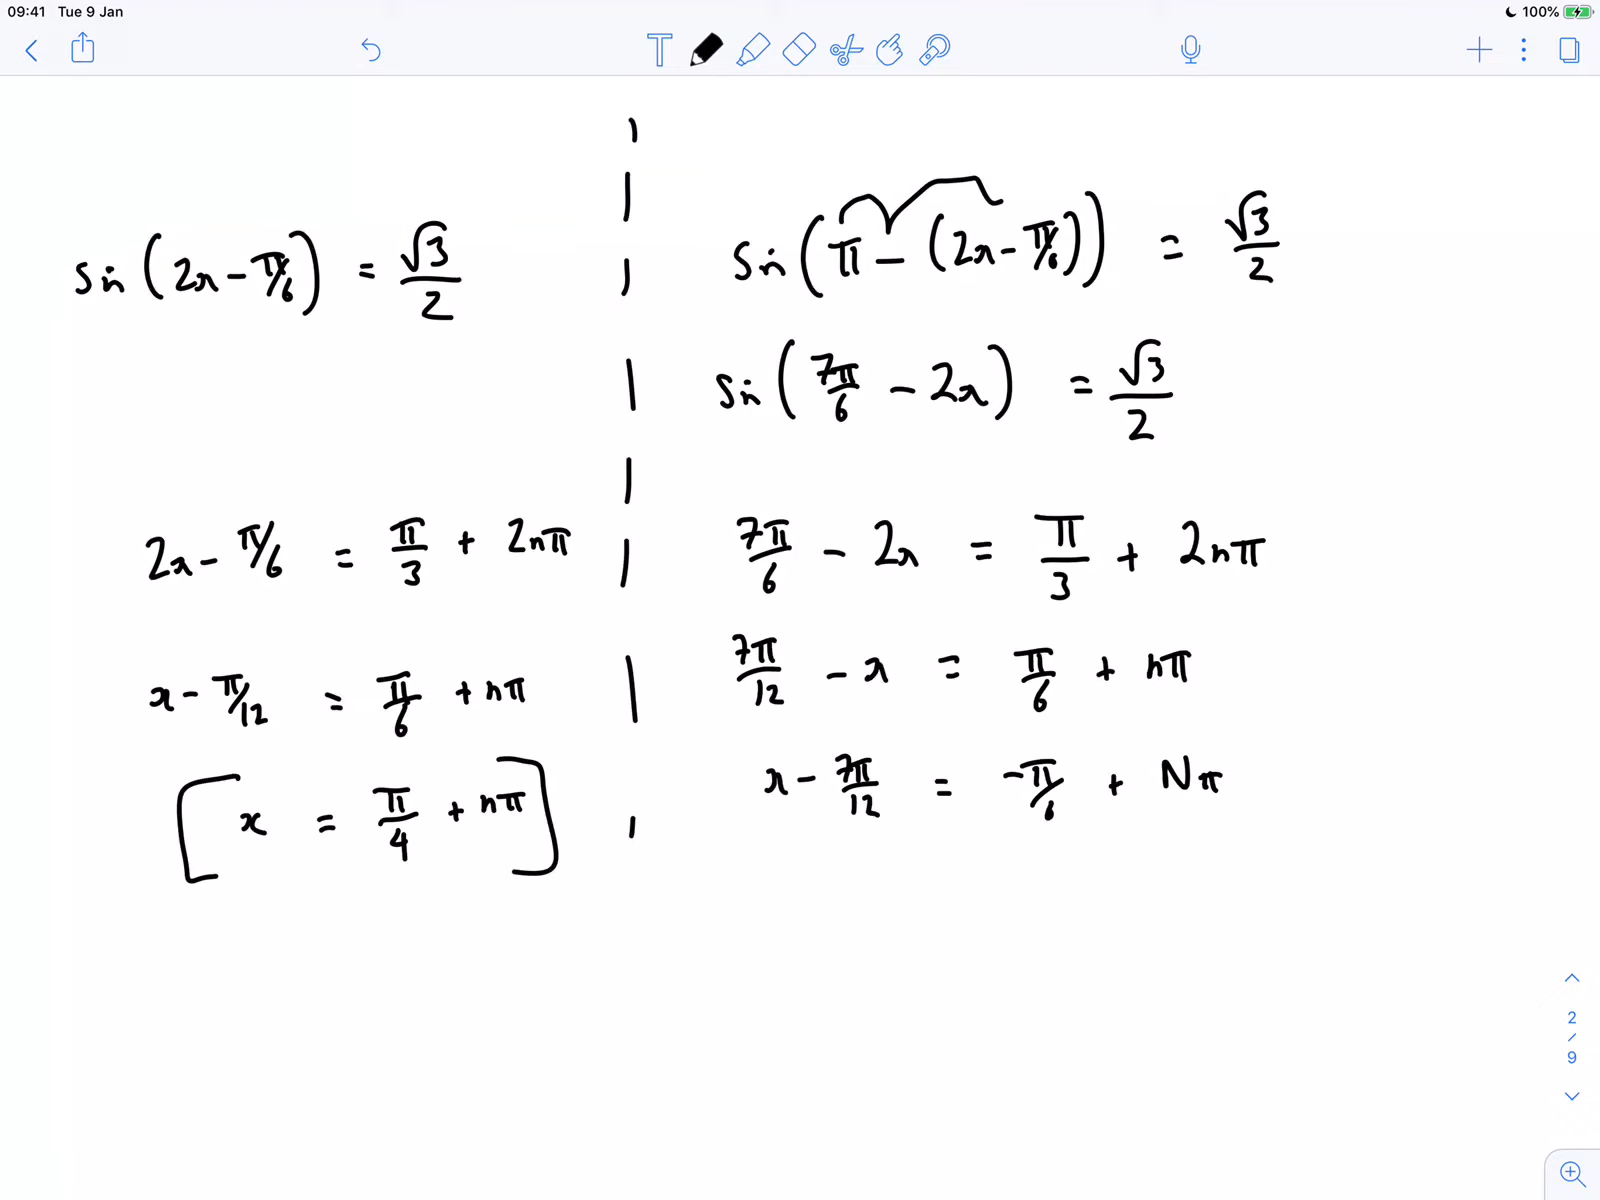 09:41 Tue 9 Jan
100%
T
sin(2x - π/6) = √3/2
2x - π/6 = π/3 + 2nπ
x - π/12 = π/6 + nπ
[x = π/4 + nπ]
sin(π - (2x - π/6)) = √3/2
sin(7π/6 - 2x) = √3/2
7π/6 - 2x = π/3 + 2nπ
7π/12 - x = π/6 + nπ
x - 7π/12 = -π/6 + Nπ
2
/
9